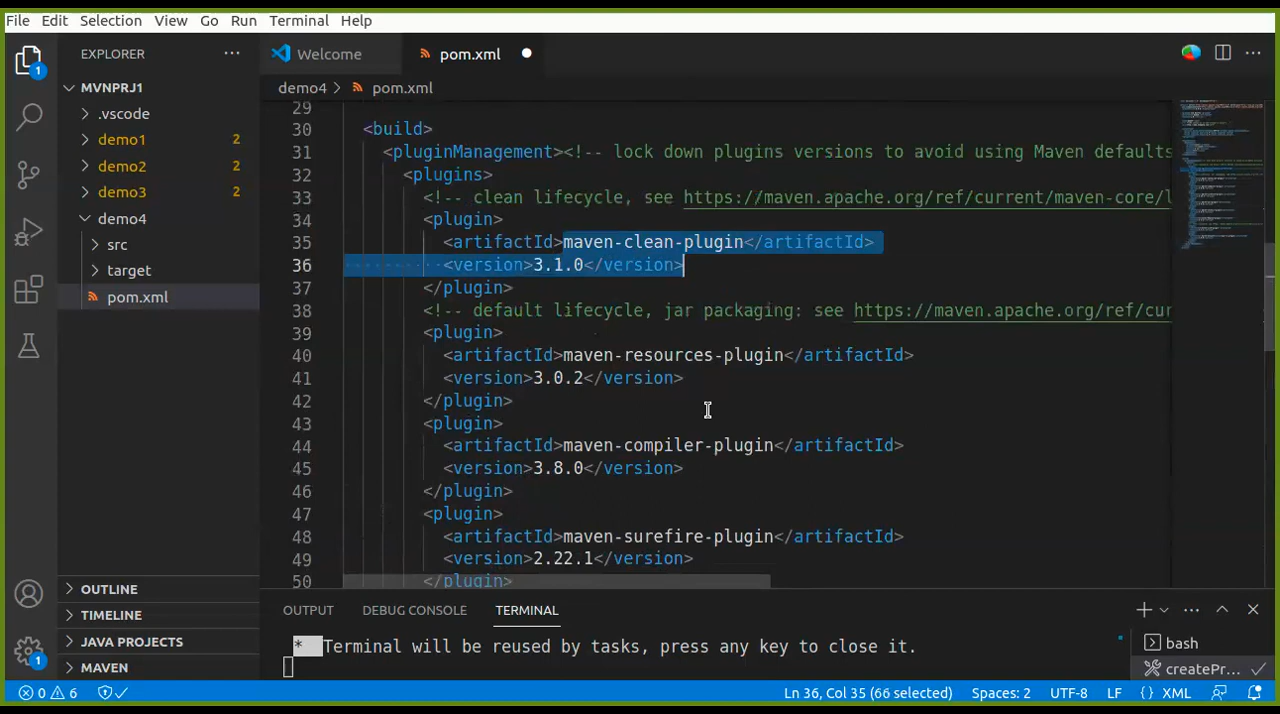 File Edit Selection View Go Run Terminal Help
EXPLORER ···
Welcome
pom.xml
MVNPRJ1
demo4 > pom.xml
.vscode
demo1 2
demo2 2
demo3 2
demo4
src
target
pom.xml
29
30 <build>
31 <pluginManagement><!-- lock down plugins versions to avoid using Maven defaults
32 <plugins>
33 <!-- clean lifecycle, see https://maven.apache.org/ref/current/maven-core/l
34 <plugin>
35 <artifactId>maven-clean-plugin</artifactId>
36 <version>3.1.0</version>
37 </plugin>
38 <!-- default lifecycle, jar packaging: see https://maven.apache.org/ref/cur
39 <plugin>
40 <artifactId>maven-resources-plugin</artifactId>
41 <version>3.0.2</version>
42 </plugin>
43 <plugin>
44 <artifactId>maven-compiler-plugin</artifactId>
45 <version>3.8.0</version>
46 </plugin>
47 <plugin>
48 <artifactId>maven-surefire-plugin</artifactId>
49 <version>2.22.1</version>
50 </plugin>
OUTLINE
TIMELINE
JAVA PROJECTS
MAVEN
1
1
OUTPUT DEBUG CONSOLE TERMINAL
* Terminal will be reused by tasks, press any key to close it.
bash
createPr...
0 6
Ln 36, Col 35 (66 selected) Spaces: 2 UTF-8 LF {} XML